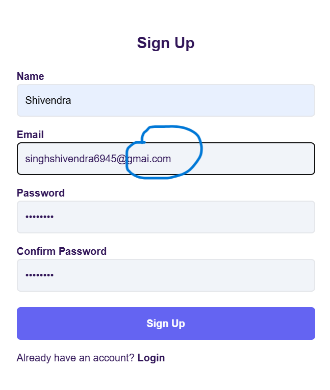 Sign Up
Name
Shivendra
Email
singhshivendra6945@gmai.com
Password
••••••••
Confirm Password
••••••••
Sign Up
Already have an account? Login